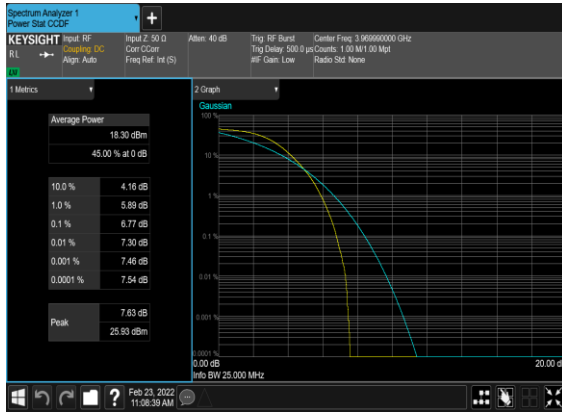 Spectrum Analyzer 1
Power Stat CCDF
+
KEYSIGHT
RL
Input: RF
Coupling: DC
Align: Auto
Input Z: 50 Ω
Corr CCorr
Freq Ref: Int (S)
Atten: 40 dB
Trig: RF Burst
Trig Delay: 500.0 µs
#IF Gain: Low
Center Freq: 3.969990000 GHz
Counts: 1.00 M/1.00 Mpt
Radio Std: None
1 Metrics
Average Power
18.30 dBm
45.00 % at 0 dB
10.0 % 4.16 dB
1.0 % 5.89 dB
0.1 % 6.77 dB
0.01 % 7.30 dB
0.001 % 7.46 dB
0.0001 % 7.54 dB
Peak
7.63 dB
25.93 dBm
2 Graph
Gaussian
100 %
10 %
1 %
0.1 %
0.01 %
0.001 %
0.0001 %
0.00 dB
20.00 d
Info BW 25.000 MHz
?
Feb 23, 2022
11:08:39 AM